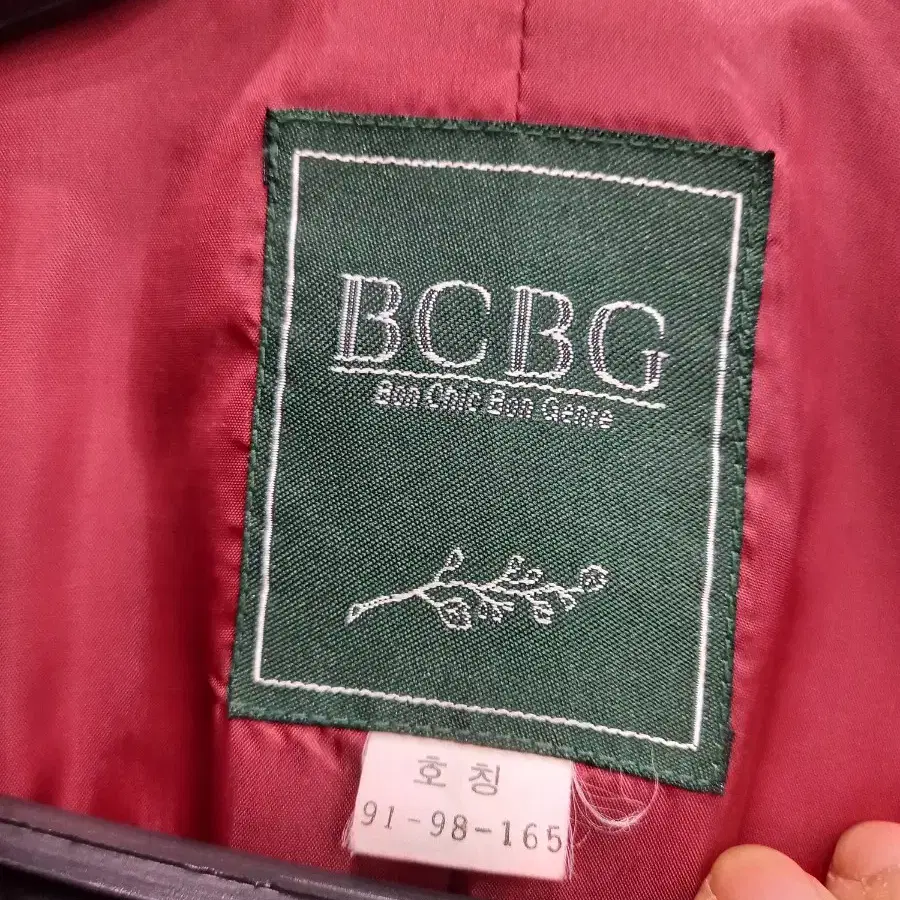 BCBG
Bon Chic Bon Genre
호칭
91-98-165